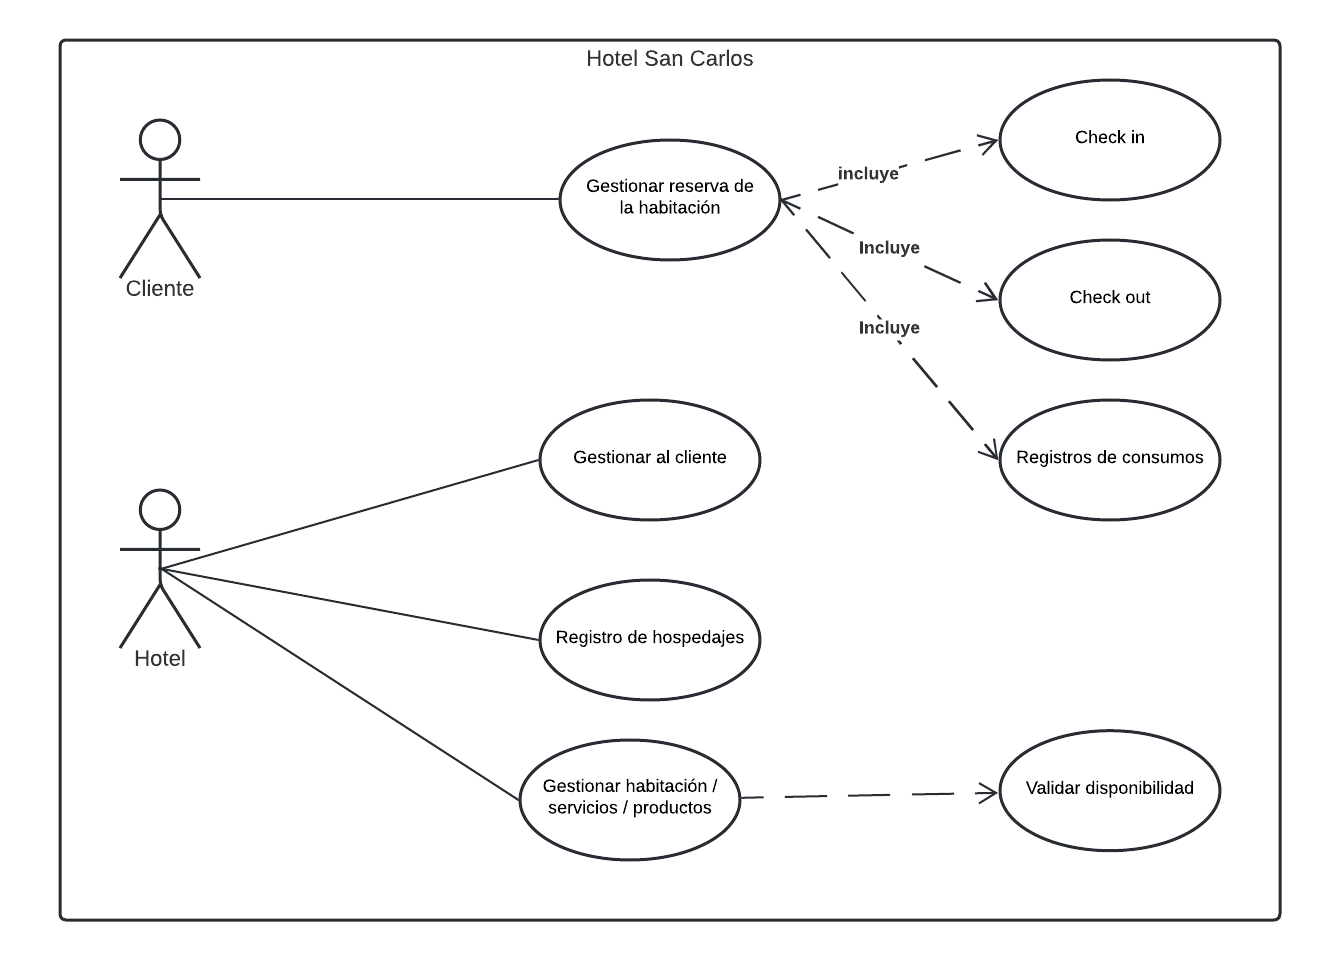 Hotel San Carlos
Check in
incluye
Gestionar reserva de
la habitación
Incluye
Cliente
Check out
Incluye
Gestionar al cliente
Registros de consumos
Hotel
Registro de hospedajes
Gestionar habitación /
servicios / productos
Validar disponibilidad